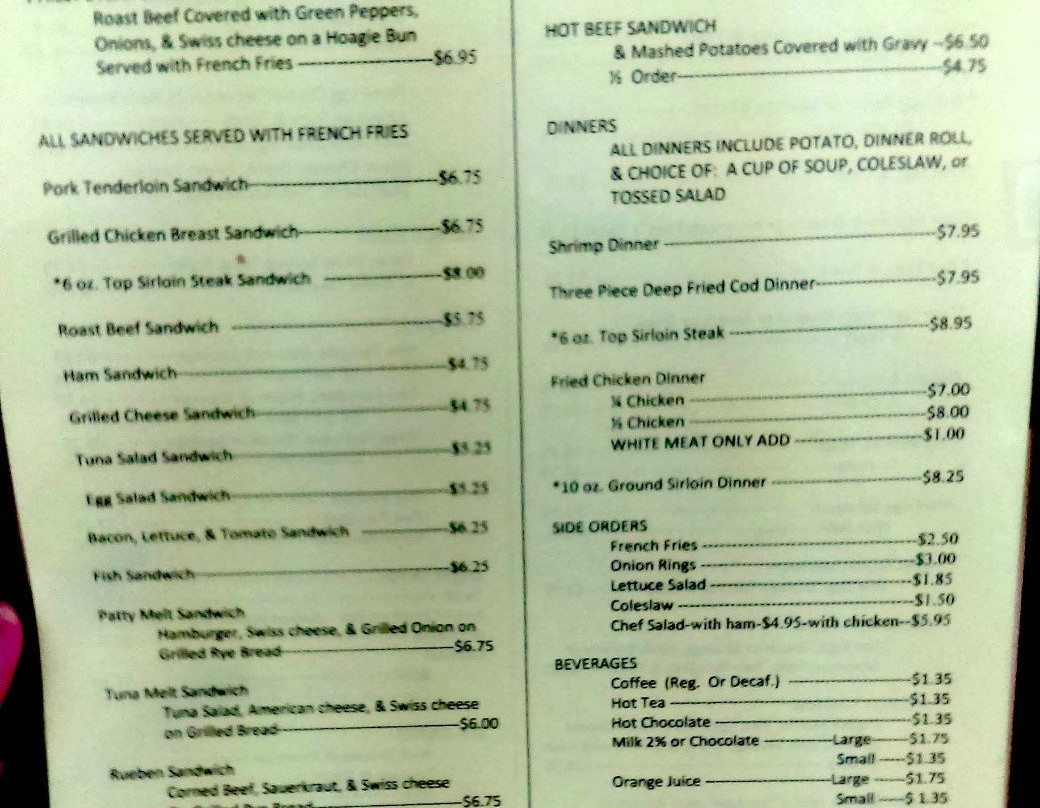 Roast Beef Covered with Green Peppers,
Onions, & Swiss cheese on a Hoagie Bun
Served with French Fries ----$6.95
ALL SANDWICHES SERVED WITH FRENCH FRIES
Pork Tenderloin Sandwich----$6.75
Grilled Chicken Breast Sandwich----$6.75
*6 oz. Top Sirloin Steak Sandwich ----$8.00
Roast Beef Sandwich ----$5.75
Ham Sandwich----$4.75
Grilled Cheese Sandwich----$4.75
Tuna Salad Sandwich----$5.25
Egg Salad Sandwich----$5.25
Bacon, Lettuce, & Tomato Sandwich ----$6.25
Fish Sandwich----$6.25
Patty Melt Sandwich
Hamburger, Swiss cheese, & Grilled Onion on
Grilled Rye Bread----$6.75
Tuna Melt Sandwich
Tuna Salad, American cheese, & Swiss cheese
on Grilled Bread----$6.00
Rueben Sandwich
Corned Beef, Sauerkraut, & Swiss cheese
Grilled Rye Bread----$6.75
HOT BEEF SANDWICH
& Mashed Potatoes Covered with Gravy --$6.50
½ Order----$4.75
DINNERS
ALL DINNERS INCLUDE POTATO, DINNER ROLL,
& CHOICE OF: A CUP OF SOUP, COLESLAW, or
TOSSED SALAD
Shrimp Dinner ----$7.95
Three Piece Deep Fried Cod Dinner----$7.95
*6 oz. Top Sirloin Steak ----$8.95
Fried Chicken Dinner
¼ Chicken ----$7.00
½ Chicken ----$8.00
WHITE MEAT ONLY ADD ----$1.00
*10 oz. Ground Sirloin Dinner ----$8.25
SIDE ORDERS
French Fries ----$2.50
Onion Rings ----$3.00
Lettuce Salad ----$1.85
Coleslaw ----$1.50
Chef Salad-with ham-$4.95-with chicken--$5.95
BEVERAGES
Coffee (Reg. Or Decaf.) ----$1.35
Hot Tea ----$1.35
Hot Chocolate ----$1.35
Milk 2% or Chocolate ----Large----$1.75
Small ----$1.35
Orange Juice ----Large ----$1.75
Small ----$ 1.35